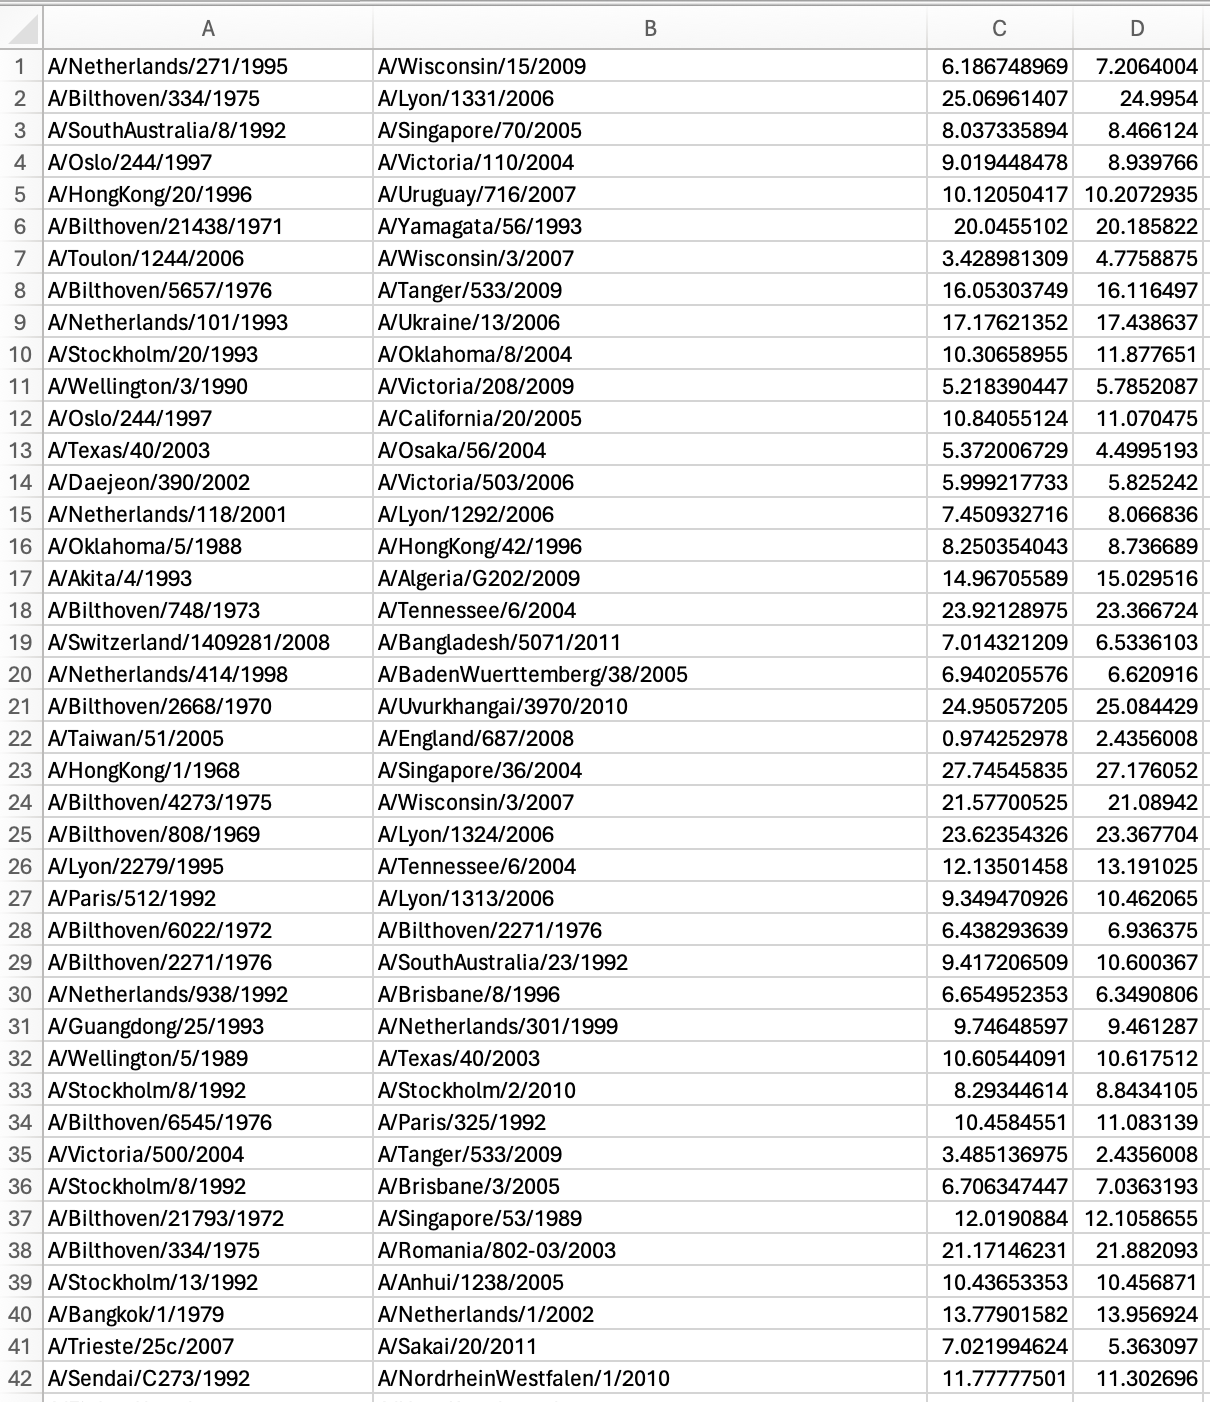 A B C D
1 A/Netherlands/271/1995 A/Wisconsin/15/2009 6.186748969 7.2064004
2 A/Bilthoven/334/1975 A/Lyon/1331/2006 25.06961407 24.9954
3 A/SouthAustralia/8/1992 A/Singapore/70/2005 8.037335894 8.466124
4 A/Oslo/244/1997 A/Victoria/110/2004 9.019448478 8.939766
5 A/HongKong/20/1996 A/Uruguay/716/2007 10.12050417 10.2072935
6 A/Bilthoven/21438/1971 A/Yamagata/56/1993 20.0455102 20.185822
7 A/Toulon/1244/2006 A/Wisconsin/3/2007 3.428981309 4.7758875
8 A/Bilthoven/5657/1976 A/Tanger/533/2009 16.05303749 16.116497
9 A/Netherlands/101/1993 A/Ukraine/13/2006 17.17621352 17.438637
10 A/Stockholm/20/1993 A/Oklahoma/8/2004 10.30658955 11.877651
11 A/Wellington/3/1990 A/Victoria/208/2009 5.218390447 5.7852087
12 A/Oslo/244/1997 A/California/20/2005 10.84055124 11.070475
13 A/Texas/40/2003 A/Osaka/56/2004 5.372006729 4.4995193
14 A/Daejeon/390/2002 A/Victoria/503/2006 5.999217733 5.825242
15 A/Netherlands/118/2001 A/Lyon/1292/2006 7.450932716 8.066836
16 A/Oklahoma/5/1988 A/HongKong/42/1996 8.250354043 8.736689
17 A/Akita/4/1993 A/Algeria/G202/2009 14.96705589 15.029516
18 A/Bilthoven/748/1973 A/Tennessee/6/2004 23.92128975 23.366724
19 A/Switzerland/1409281/2008 A/Bangladesh/5071/2011 7.014321209 6.5336103
20 A/Netherlands/414/1998 A/BadenWuerttemberg/38/2005 6.940205576 6.620916
21 A/Bilthoven/2668/1970 A/Uvurkhangai/3970/2010 24.95057205 25.084429
22 A/Taiwan/51/2005 A/England/687/2008 0.974252978 2.4356008
23 A/HongKong/1/1968 A/Singapore/36/2004 27.74545835 27.176052
24 A/Bilthoven/4273/1975 A/Wisconsin/3/2007 21.57700525 21.08942
25 A/Bilthoven/808/1969 A/Lyon/1324/2006 23.62354326 23.367704
26 A/Lyon/2279/1995 A/Tennessee/6/2004 12.13501458 13.191025
27 A/Paris/512/1992 A/Lyon/1313/2006 9.349470926 10.462065
28 A/Bilthoven/6022/1972 A/Bilthoven/2271/1976 6.438293639 6.936375
29 A/Bilthoven/2271/1976 A/SouthAustralia/23/1992 9.417206509 10.600367
30 A/Netherlands/938/1992 A/Brisbane/8/1996 6.654952353 6.3490806
31 A/Guangdong/25/1993 A/Netherlands/301/1999 9.74648597 9.461287
32 A/Wellington/5/1989 A/Texas/40/2003 10.60544091 10.617512
33 A/Stockholm/8/1992 A/Stockholm/2/2010 8.29344614 8.8434105
34 A/Bilthoven/6545/1976 A/Paris/325/1992 10.4584551 11.083139
35 A/Victoria/500/2004 A/Tanger/533/2009 3.485136975 2.4356008
36 A/Stockholm/8/1992 A/Brisbane/3/2005 6.706347447 7.0363193
37 A/Bilthoven/21793/1972 A/Singapore/53/1989 12.0190884 12.1058655
38 A/Bilthoven/334/1975 A/Romania/802-03/2003 21.17146231 21.882093
39 A/Stockholm/13/1992 A/Anhui/1238/2005 10.43653353 10.456871
40 A/Bangkok/1/1979 A/Netherlands/1/2002 13.77901582 13.956924
41 A/Trieste/25c/2007 A/Sakai/20/2011 7.021994624 5.363097
42 A/Sendai/C273/1992 A/NordrheinWestfalen/1/2010 11.77777501 11.302696